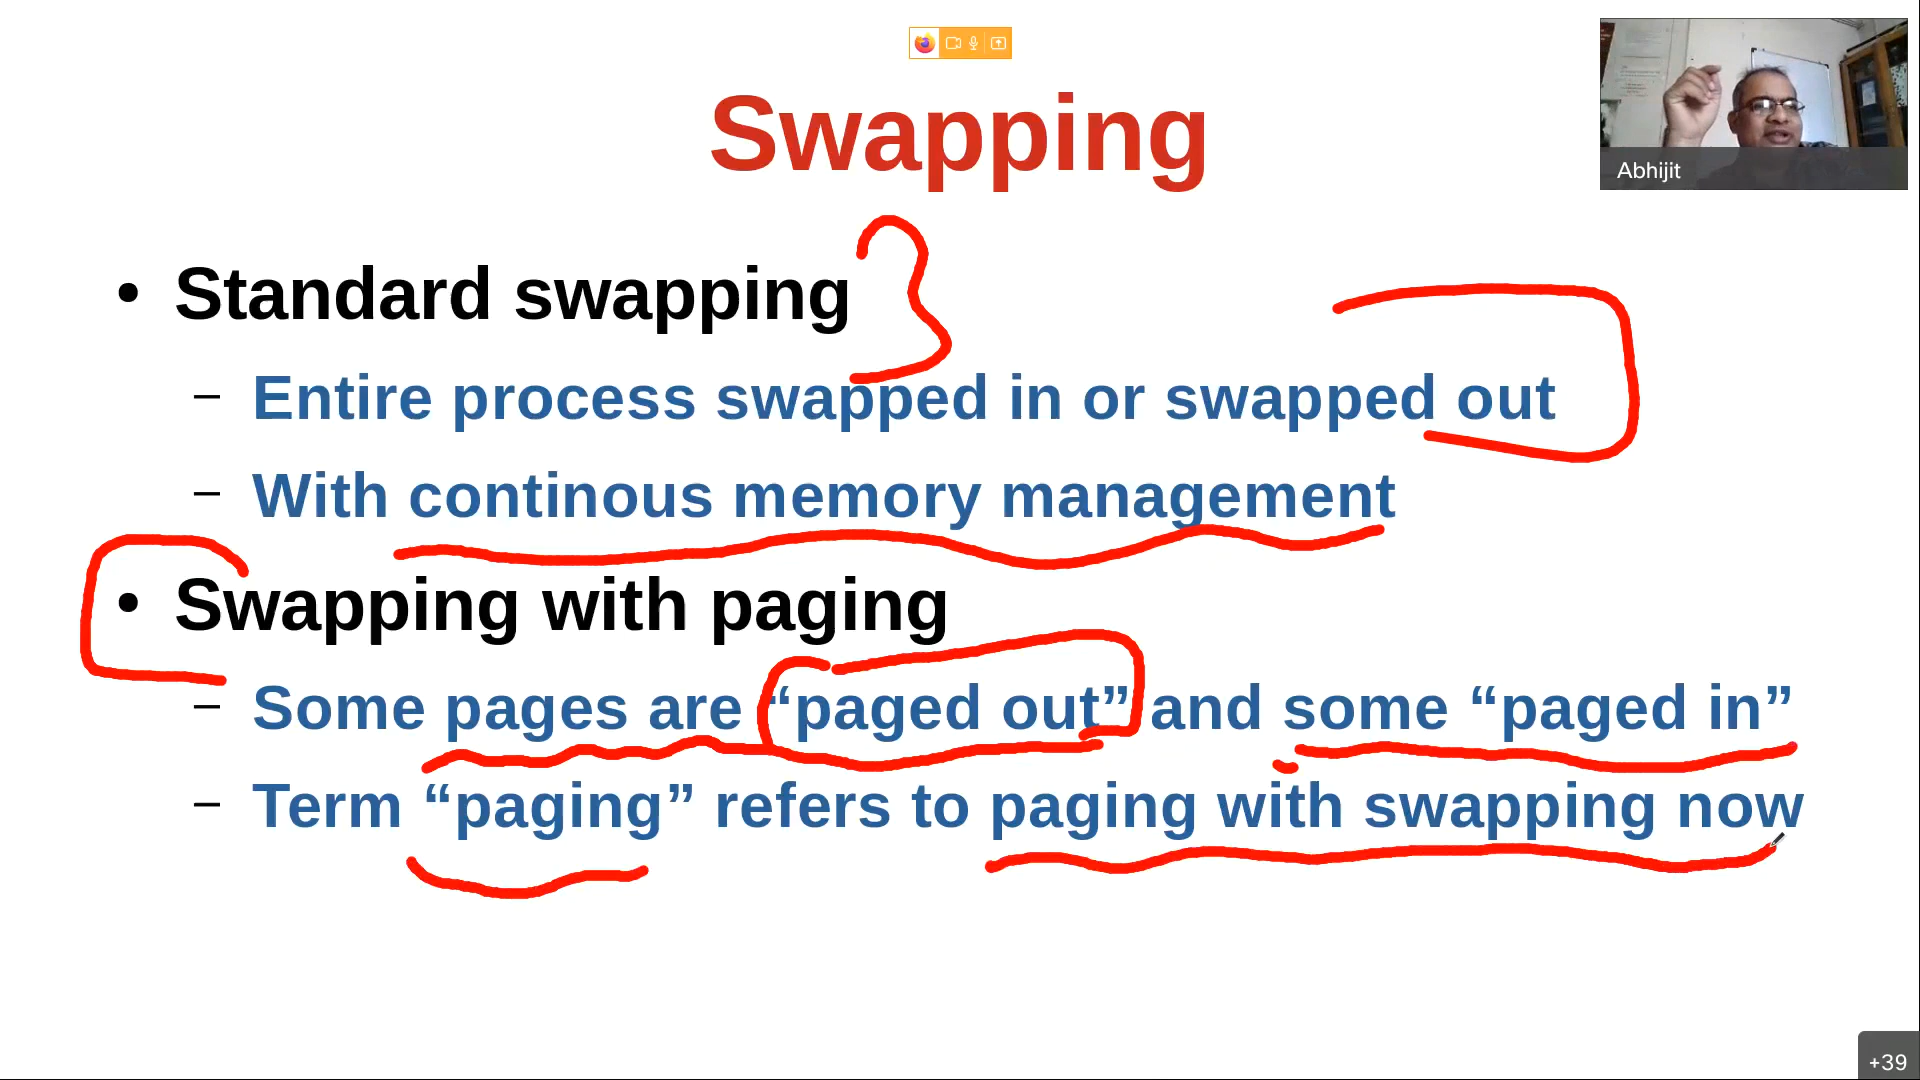 Swapping
Abhijit
• Standard swapping
– Entire process swapped in or swapped out
– With continous memory management
• Swapping with paging
– Some pages are “paged out” and some “paged in”
– Term “paging” refers to paging with swapping now
+39